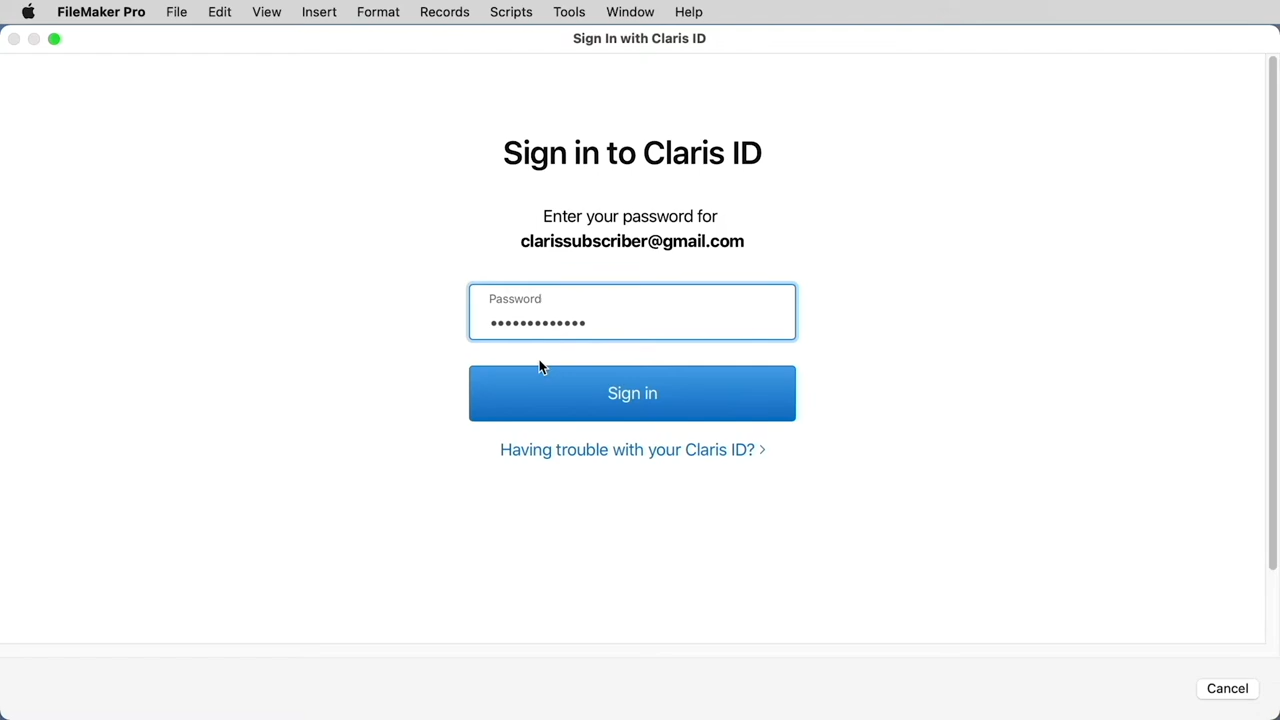 FileMaker Pro File Edit View Insert Format Records Scripts Tools Window Help
Sign In with Claris ID
Sign in to Claris ID
Enter your password for
clarissubscriber@gmail.com
Password
•••••••••••••
Sign in
Having trouble with your Claris ID? >
Cancel